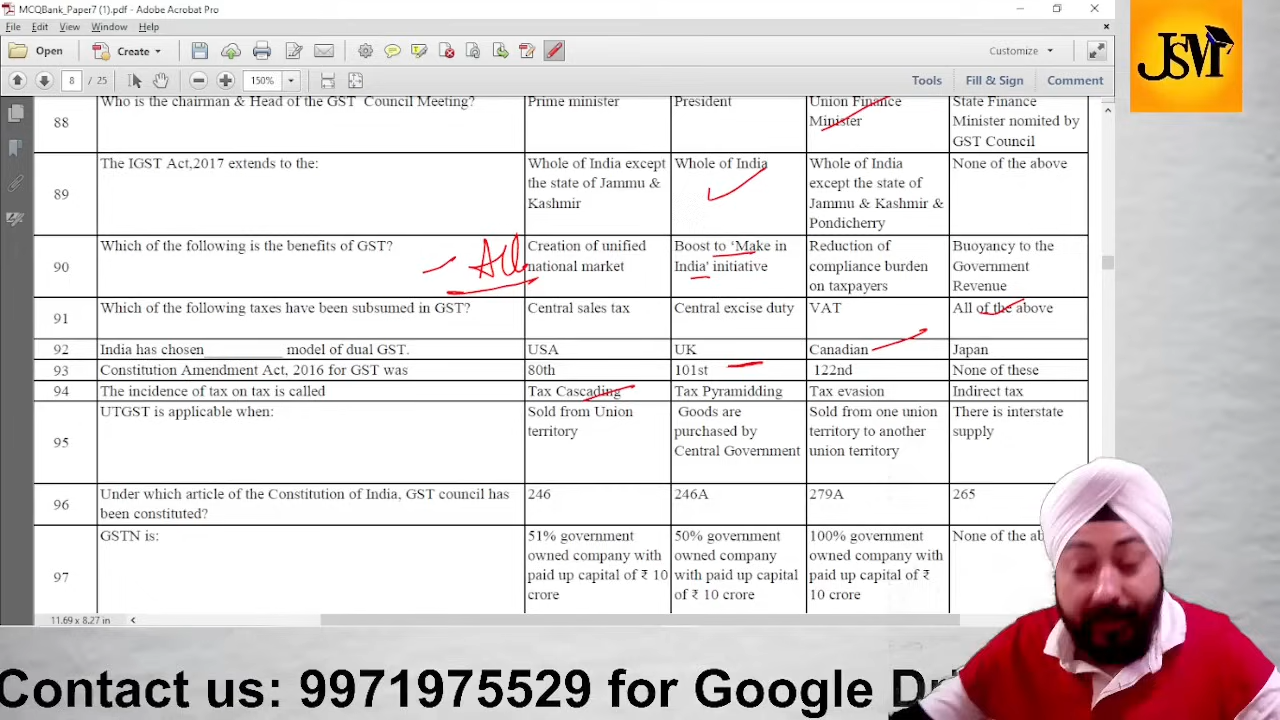 MCQBank_Paper7 (1).pdf - Adobe Acrobat Pro
File Edit View Window Help
Open Create Customize
8 / 25 150% Tools Fill & Sign Comment
JSM
88 Who is the chairman & Head of the GST Council Meeting? Prime minister President Union Finance Minister State Finance Minister nomited by GST Council
89 The IGST Act,2017 extends to the: Whole of India except the state of Jammu & Kashmir Whole of India Whole of India except the state of Jammu & Kashmir & Pondicherry None of the above
90 Which of the following is the benefits of GST? All Creation of unified national market Boost to ‘Make in India' initiative Reduction of compliance burden on taxpayers Buoyancy to the Government Revenue
91 Which of the following taxes have been subsumed in GST? Central sales tax Central excise duty VAT All of the above
92 India has chosen__________ model of dual GST. USA UK Canadian Japan
93 Constitution Amendment Act, 2016 for GST was 80th 101st 122nd None of these
94 The incidence of tax on tax is called Tax Cascading Tax Pyramidding Tax evasion Indirect tax
95 UTGST is applicable when: Sold from Union territory Goods are purchased by Central Government Sold from one union territory to another union territory There is interstate supply
96 Under which article of the Constitution of India, GST council has been constituted? 246 246A 279A 265
97 GSTN is: 51% government owned company with paid up capital of ₹ 10 crore 50% government owned company with paid up capital of ₹ 10 crore 100% government owned company with paid up capital of ₹ 10 crore None of the
11.69 x 8.27 in
Contact us: 9971975529 for Google